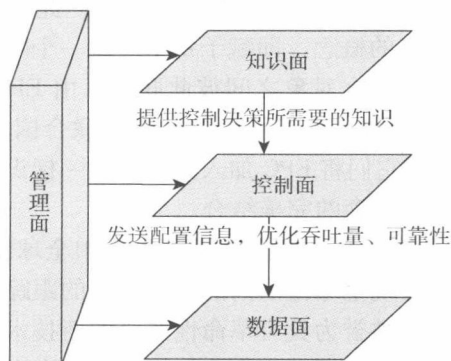 知识面
提供控制决策所需要的知识
管理面
控制面
发送配置信息，优化吞吐量、可靠性
数据面